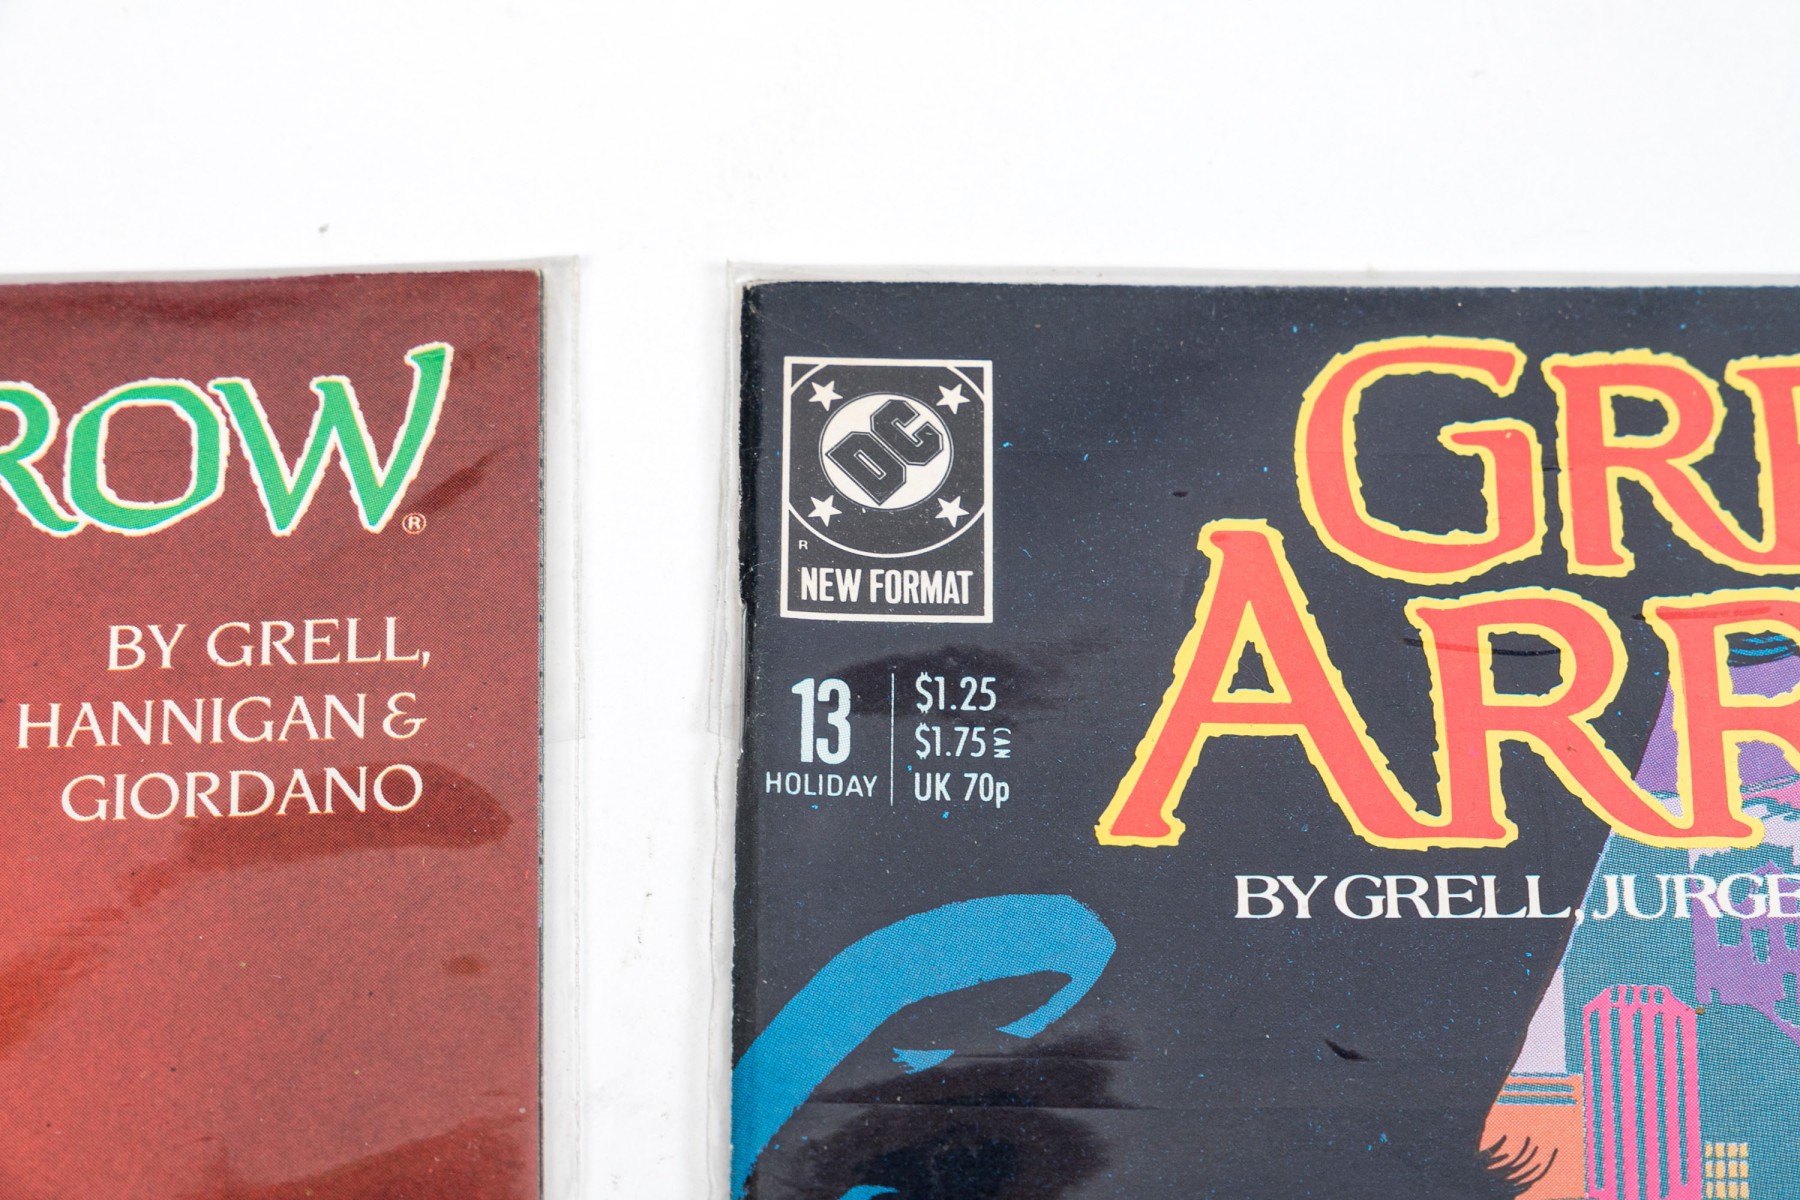 ROW
®
BY GRELL,
HANNIGAN &
GIORDANO
DC
R
NEW FORMAT
13
HOLIDAY
$1.25
$1.75 CAN
UK 70p
GRE
ARR
BY GRELL, JURGE